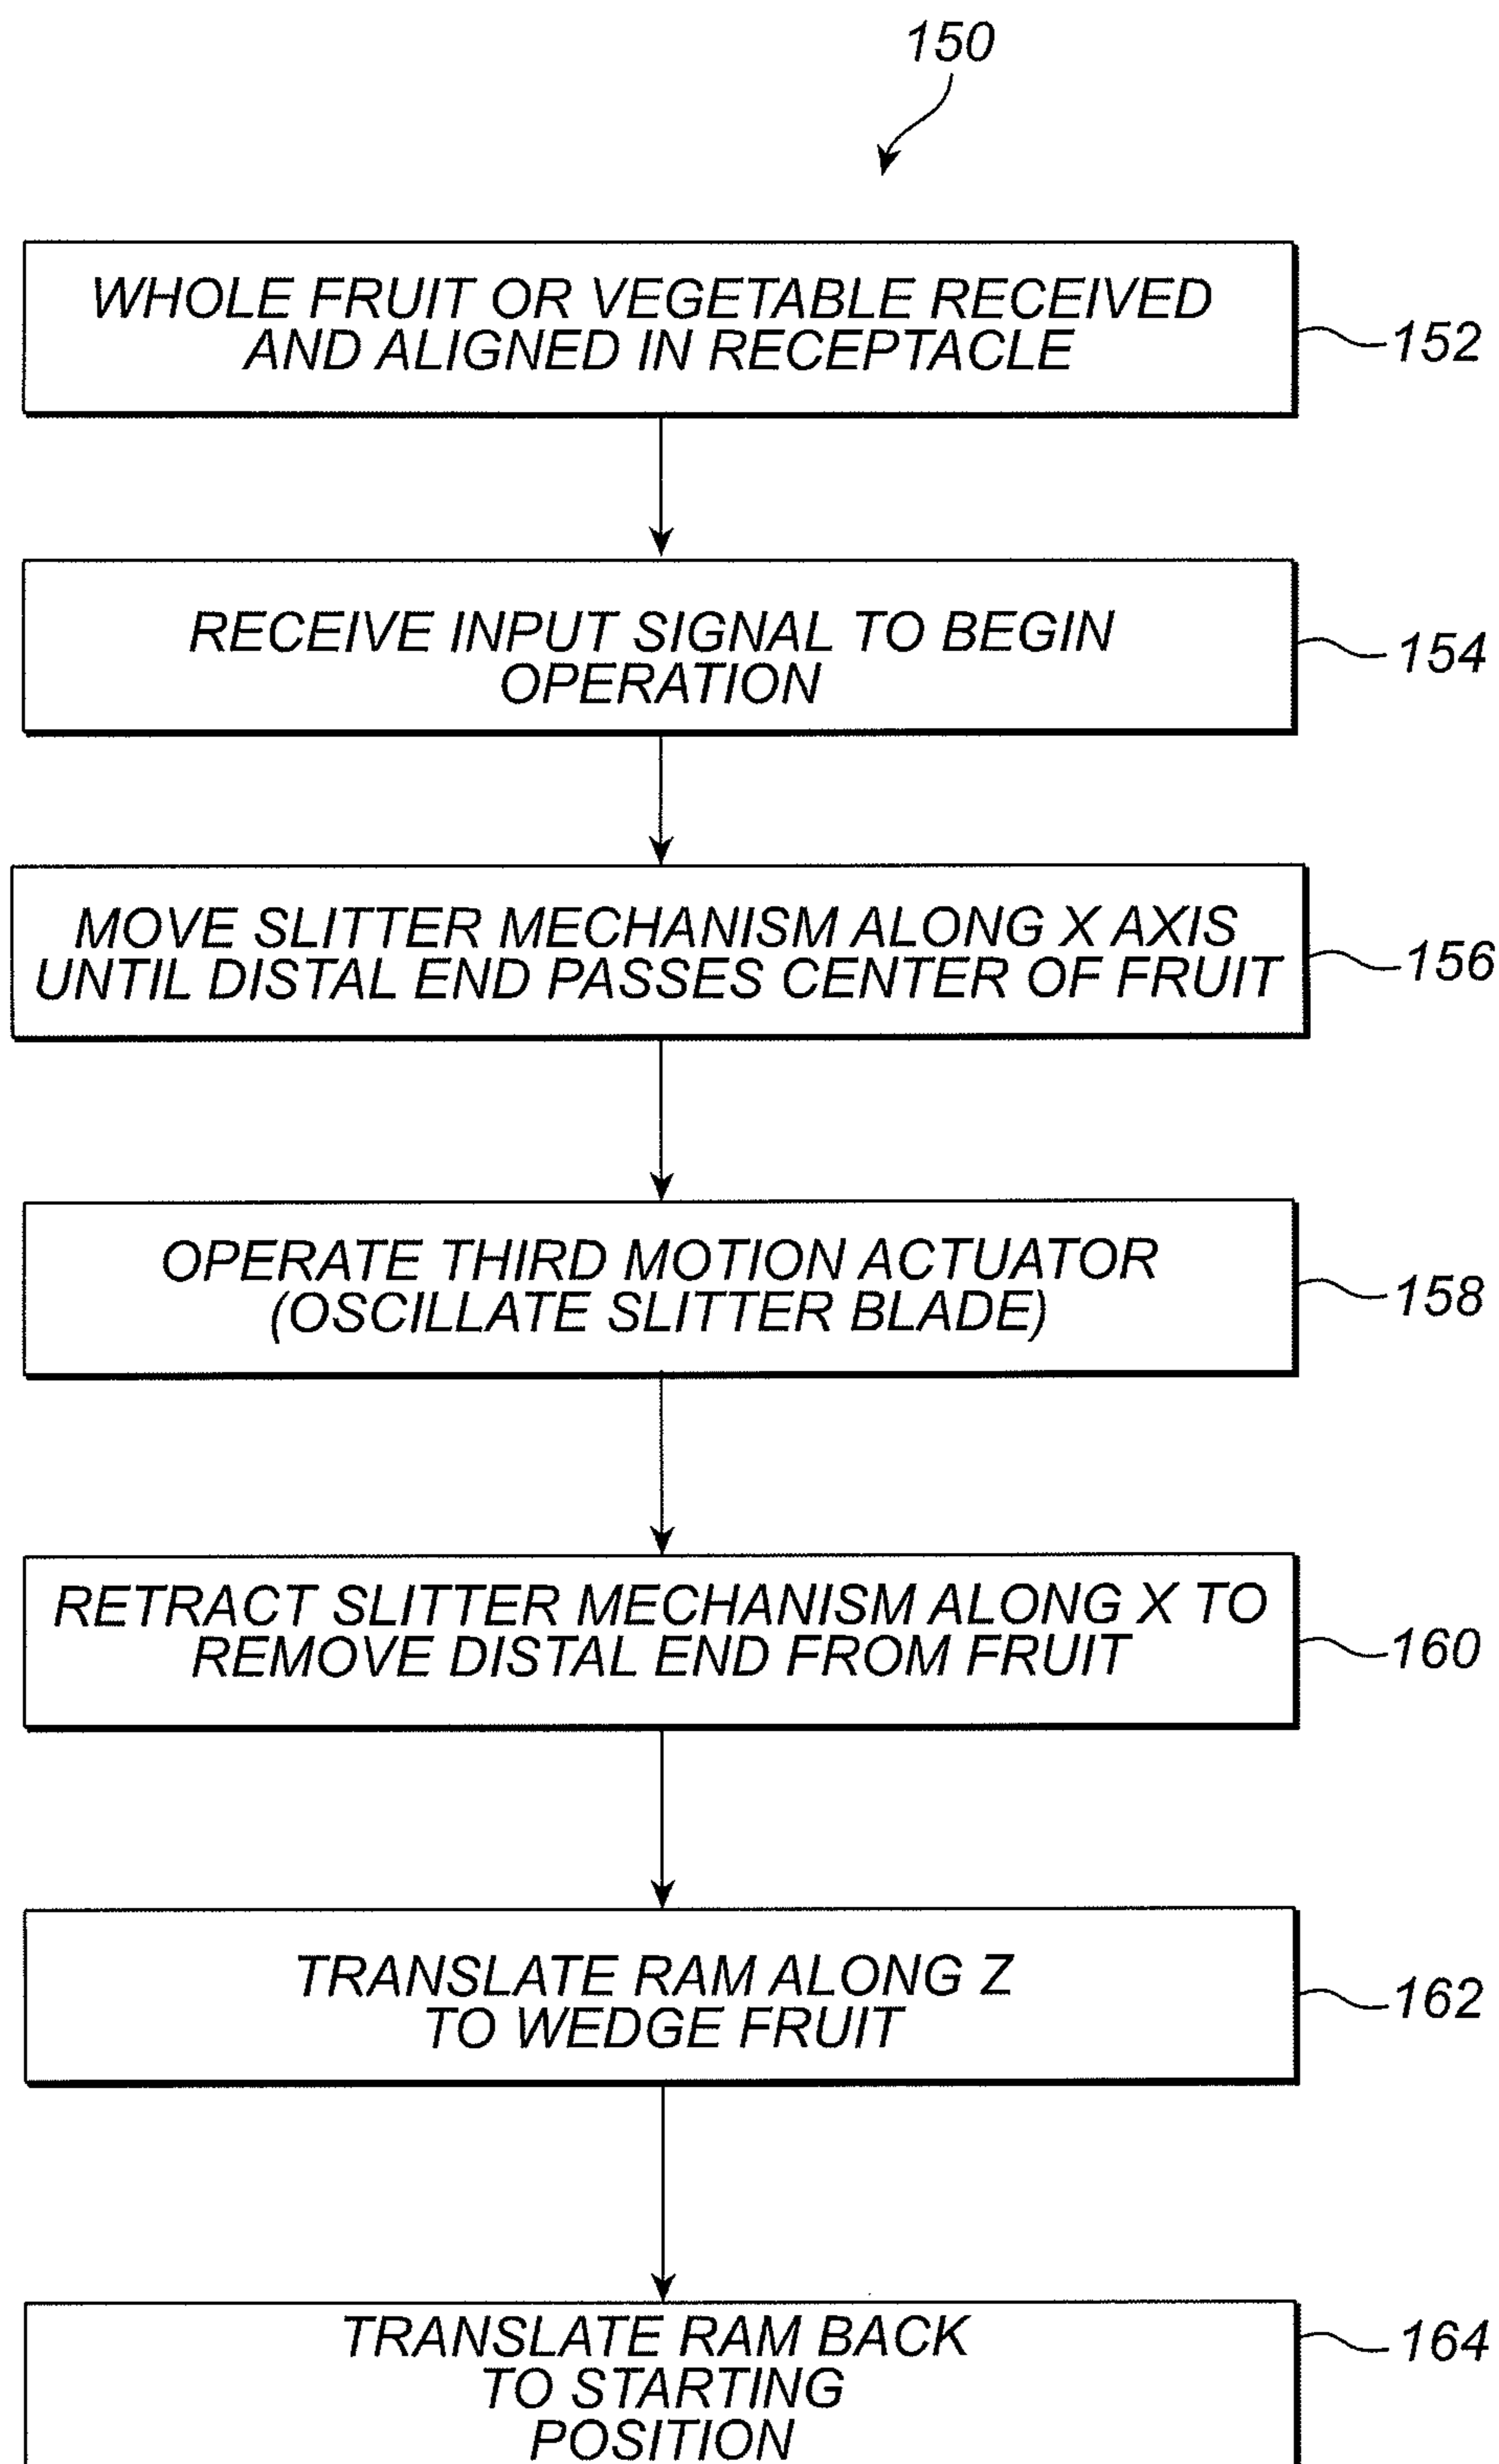 150
WHOLE FRUIT OR VEGETABLE RECEIVED
AND ALIGNED IN RECEPTACLE
152
RECEIVE INPUT SIGNAL TO BEGIN
OPERATION
154
MOVE SLITTER MECHANISM ALONG X AXIS
UNTIL DISTAL END PASSES CENTER OF FRUIT
156
OPERATE THIRD MOTION ACTUATOR
(OSCILLATE SLITTER BLADE)
158
RETRACT SLITTER MECHANISM ALONG X TO
REMOVE DISTAL END FROM FRUIT
160
TRANSLATE RAM ALONG Z
TO WEDGE FRUIT
162
TRANSLATE RAM BACK
TO STARTING
POSITION
164